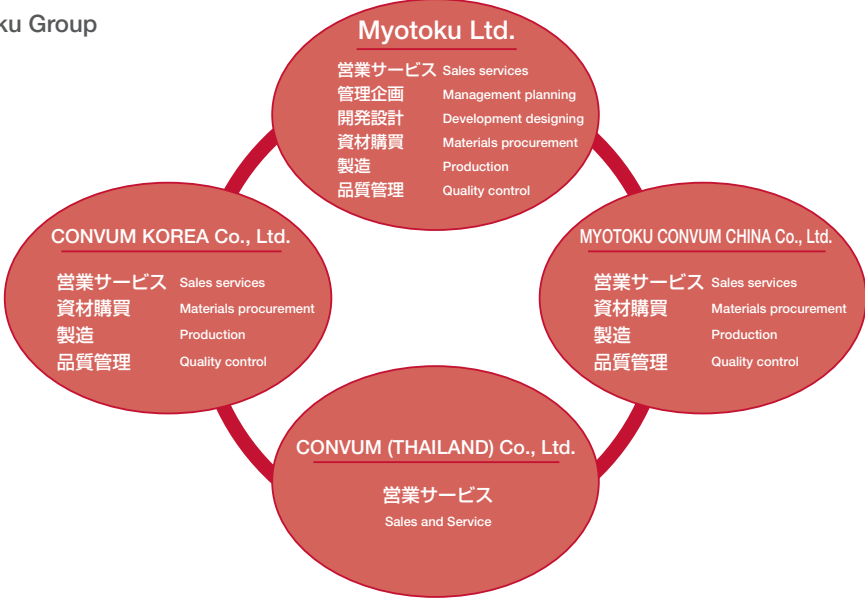 ku Group
Myotoku Ltd.
営業サービス Sales services
管理企画 Management planning
開発設計 Development designing
資材購買 Materials procurement
製造 Production
品質管理 Quality control
CONVUM KOREA Co., Ltd.
営業サービス Sales services
資材購買 Materials procurement
製造 Production
品質管理 Quality control
MYOTOKU CONVUM CHINA Co., Ltd.
営業サービス Sales services
資材購買 Materials procurement
製造 Production
品質管理 Quality control
CONVUM (THAILAND) Co., Ltd.
営業サービス
Sales and Service